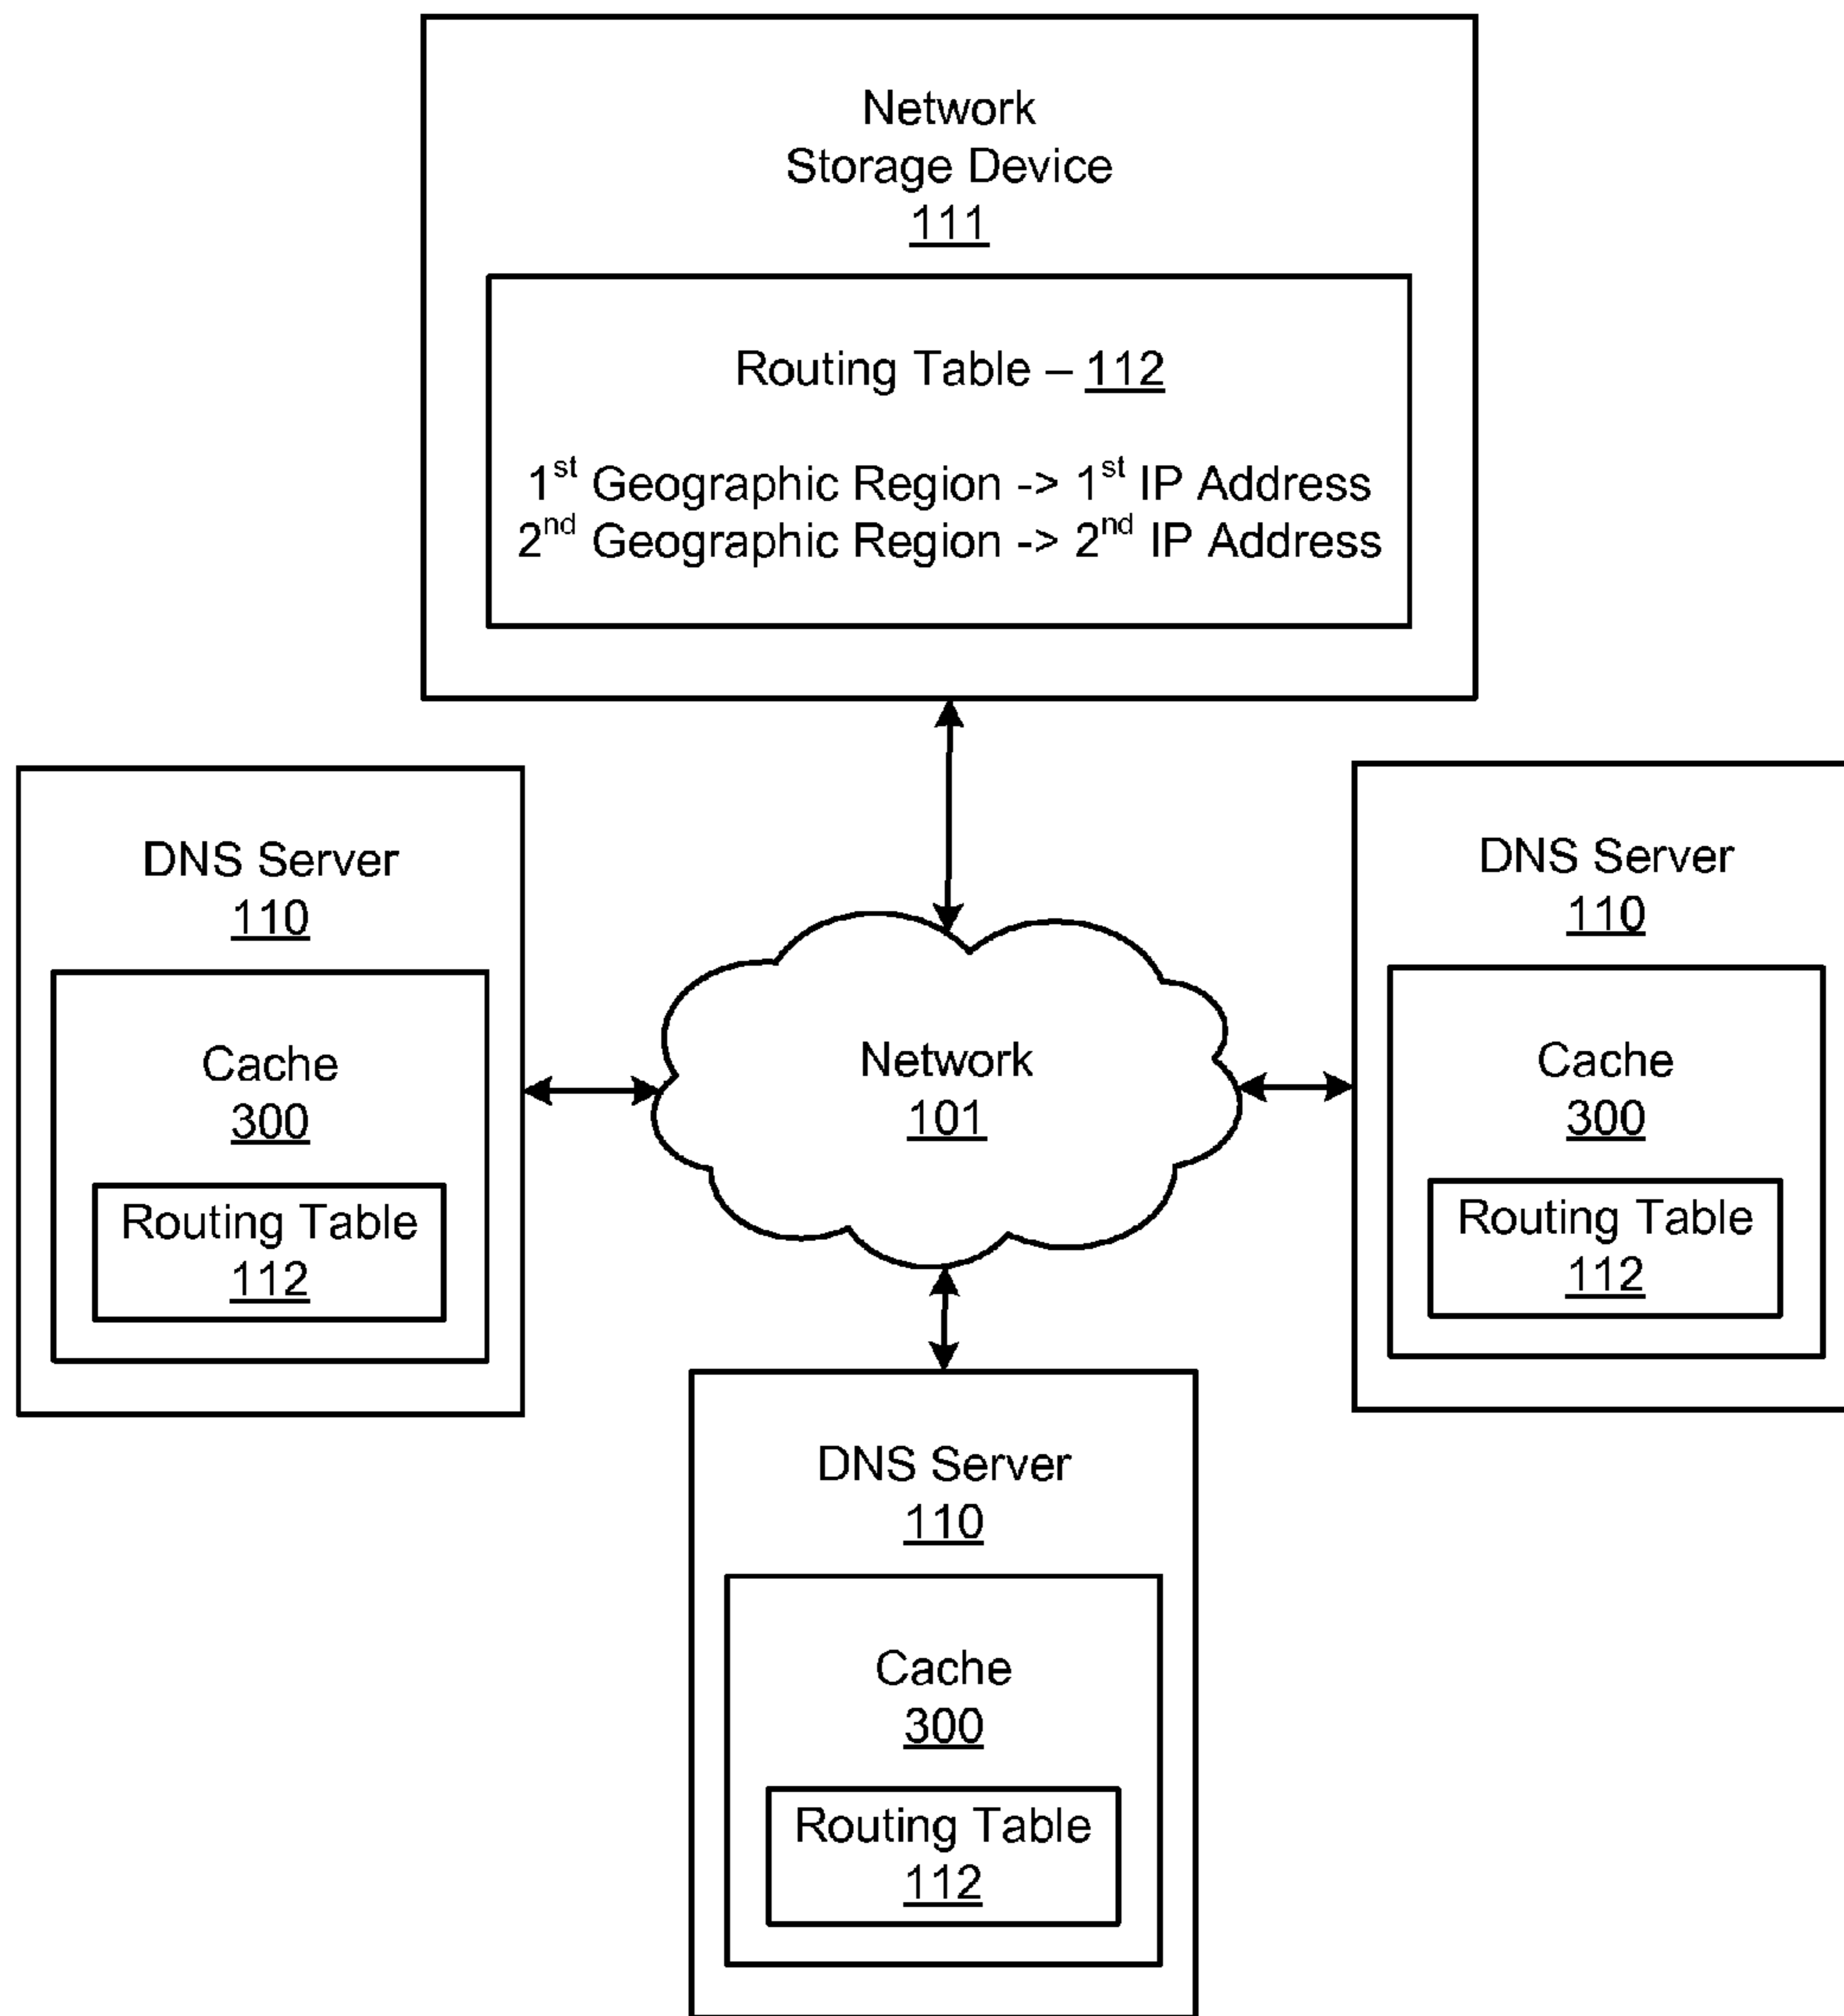 Network
Storage Device
111
Routing Table – 112
1st Geographic Region -> 1st IP Address
2nd Geographic Region -> 2nd IP Address
DNS Server
110
Cache
300
Routing Table
112
Network
101
DNS Server
110
Cache
300
Routing Table
112
DNS Server
110
Cache
300
Routing Table
112